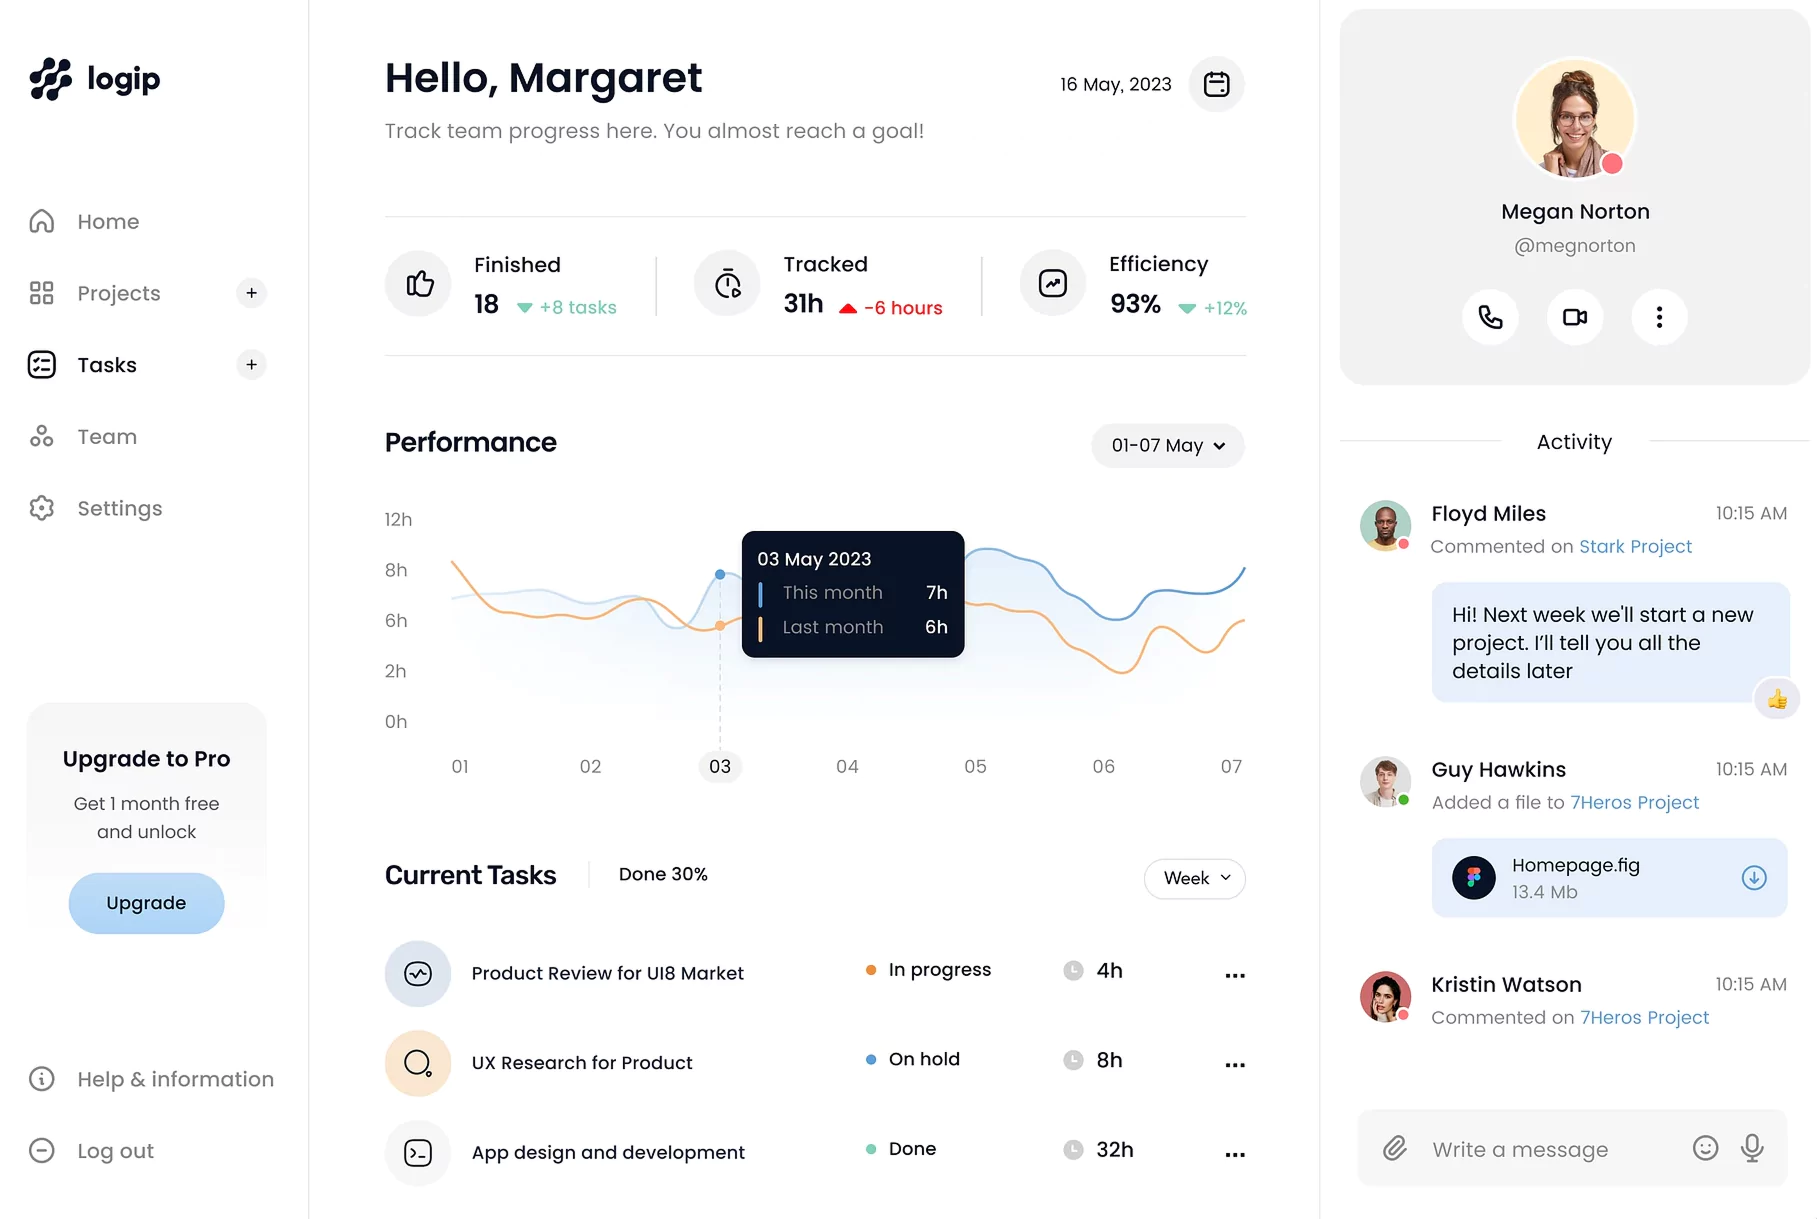 logip
Home
Projects
+
Tasks
+
Team
Settings
Upgrade to Pro
Get 1 month free
and unlock
Upgrade
Help & information
Log out
Hello, Margaret
Track team progress here. You almost reach a goal!
16 May, 2023
Finished
18 +8 tasks
Tracked
31h -6 hours
Efficiency
93% +12%
Performance
01-07 May
12h
8h
6h
2h
0h
03 May 2023
This month 7h
Last month 6h
01 02 03 04 05 06 07
Current Tasks
Done 30%
Week
Product Review for UI8 Market In progress 4h
UX Research for Product On hold 8h
App design and development Done 32h
Megan Norton
@megnorton
Activity
Floyd Miles 10:15 AM
Commented on Stark Project
Hi! Next week we'll start a new
project. I'll tell you all the
details later
Guy Hawkins 10:15 AM
Added a file to 7Heros Project
Homepage.fig
13.4 Mb
Kristin Watson 10:15 AM
Commented on 7Heros Project
Write a message